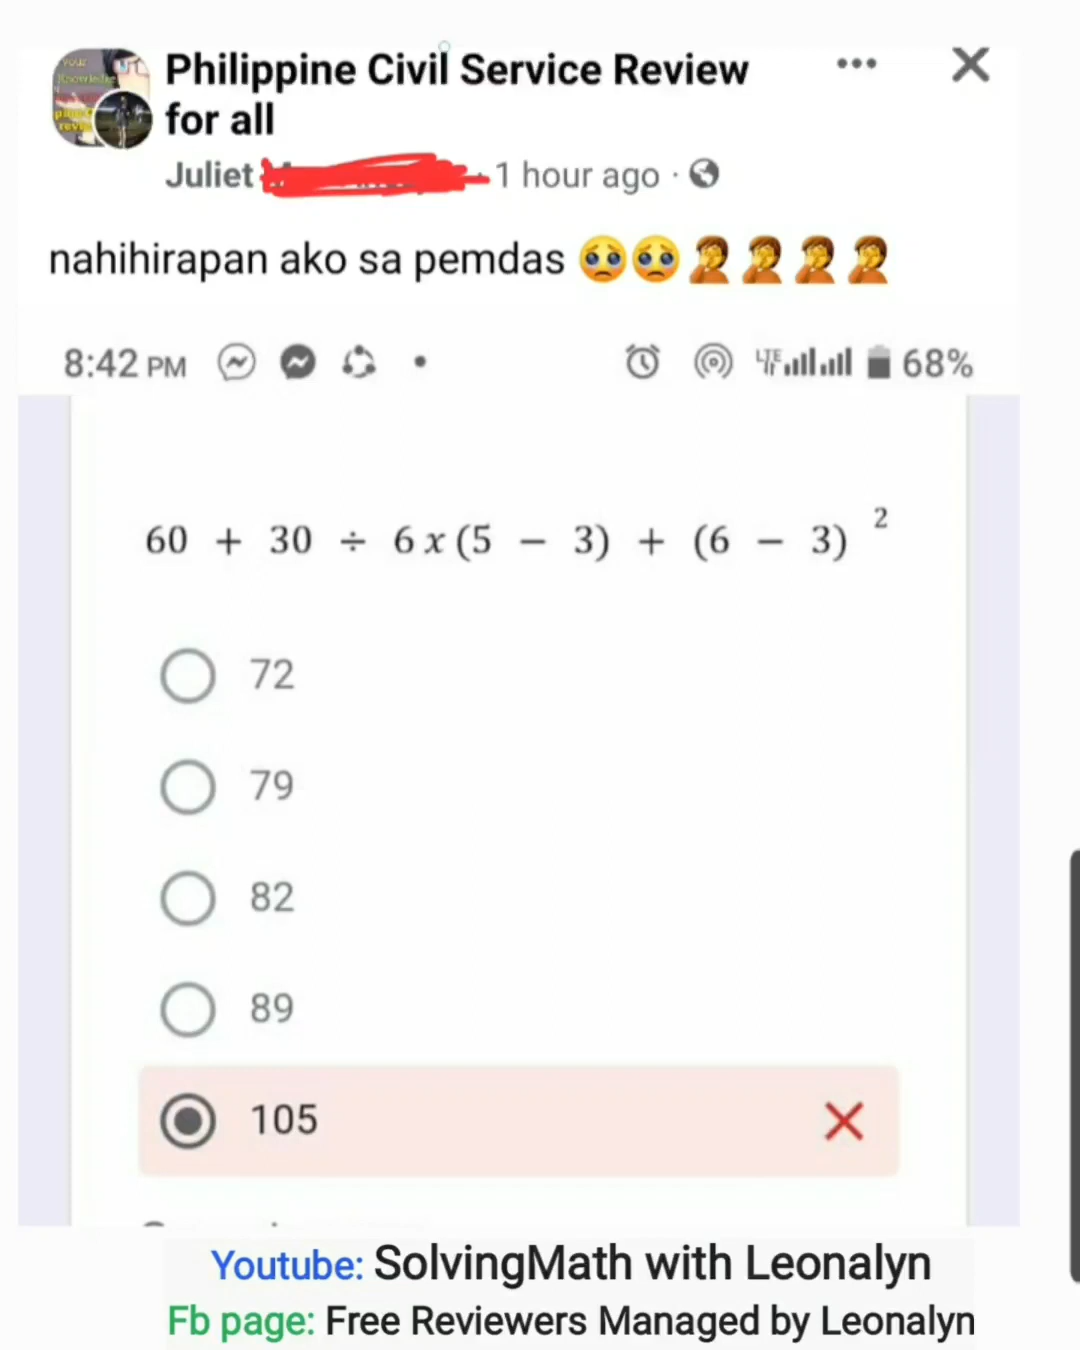 Philippine Civil Service Review
for all
Juliet 1 hour ago ·
nahihirapan ako sa pemdas 🥺🥺🤦🤦🤦🤦
8:42 PM LTE 68%
60 + 30 ÷ 6 x (5 − 3) + (6 − 3) ²
72
79
82
89
105
Youtube: SolvingMath with Leonalyn
Fb page: Free Reviewers Managed by Leonalyn